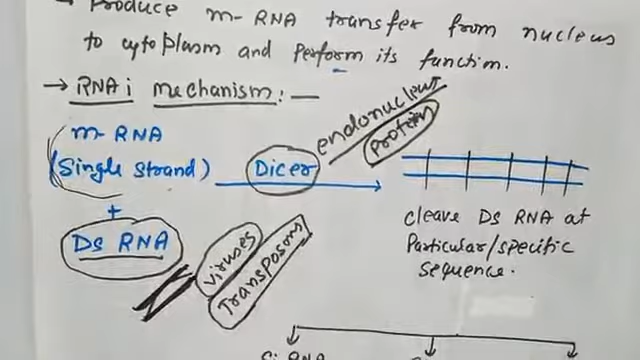 → Produce m-RNA transfer from nucleus
to cytoplasm and perform its function.
→ RNAi mechanism: —
m-RNA
(Single Strand)
+
Ds RNA
Dicer
endonucleus
Protein
viruses
Transposons
cleave Ds RNA at
Particular/specific
sequence.